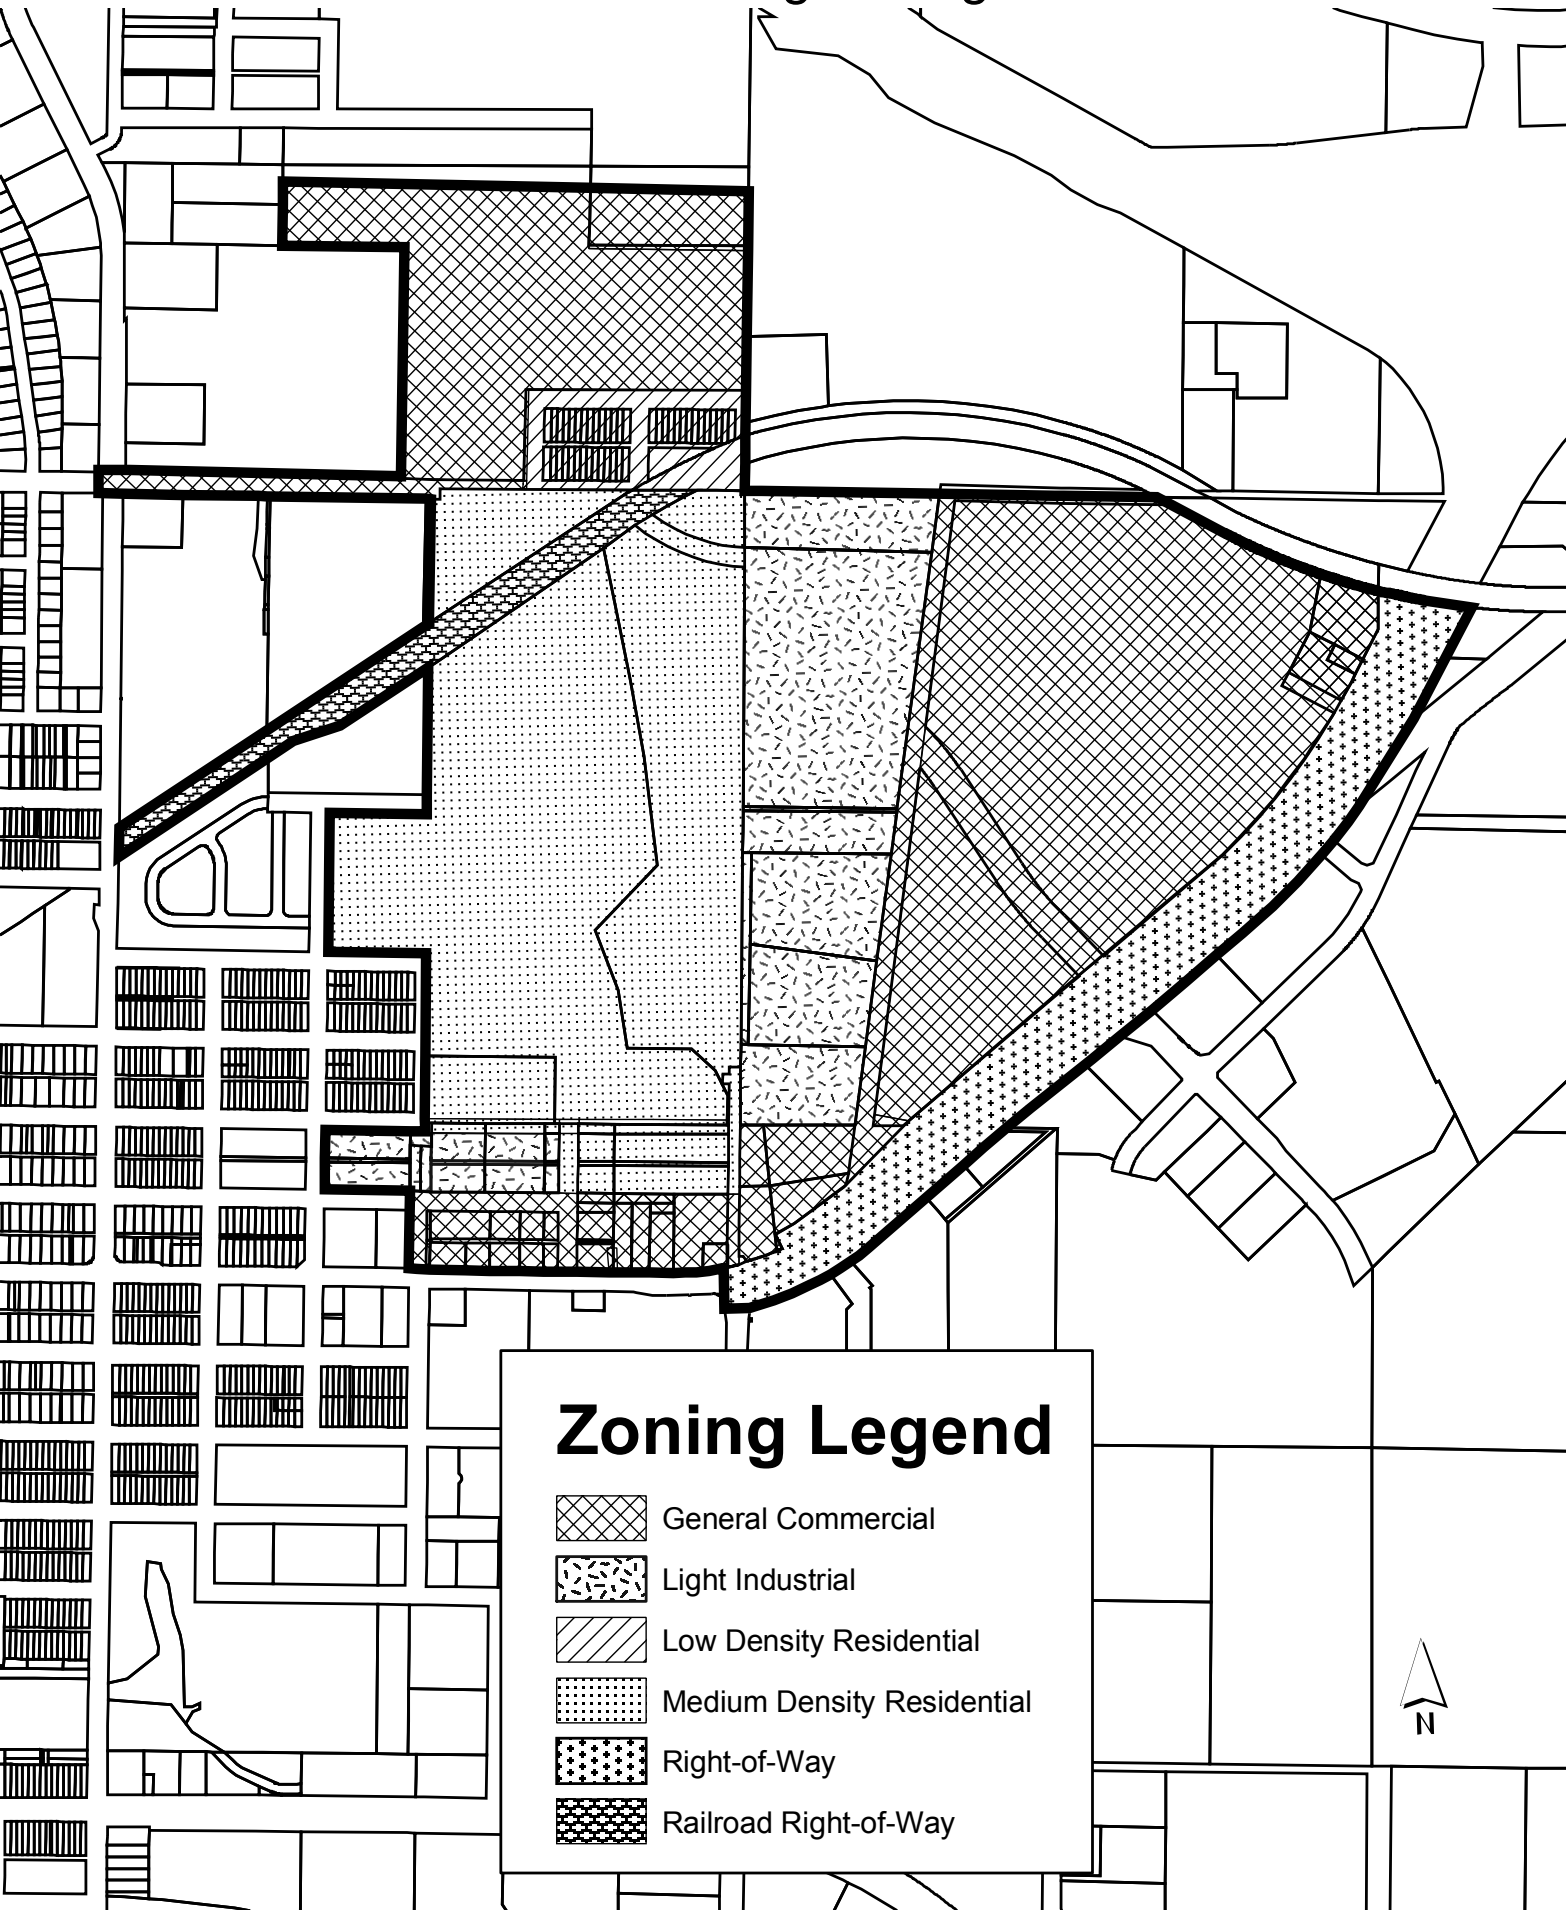 Zoning Legend
General Commercial
Light Industrial
Low Density Residential
Medium Density Residential
Right-of-Way
Railroad Right-of-Way
N